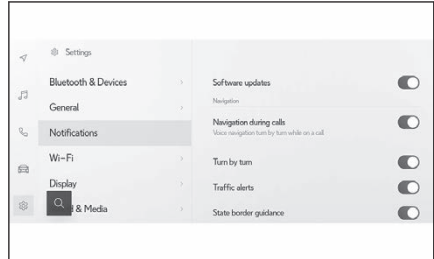 Settings
Bluetooth & Devices
General
Notifications
Wi-Fi
Display
& Media
Software updates
Navigation
Navigation during calls
Voice navigation turn by turn while on a call
Turn by turn
Traffic alerts
State border guidance